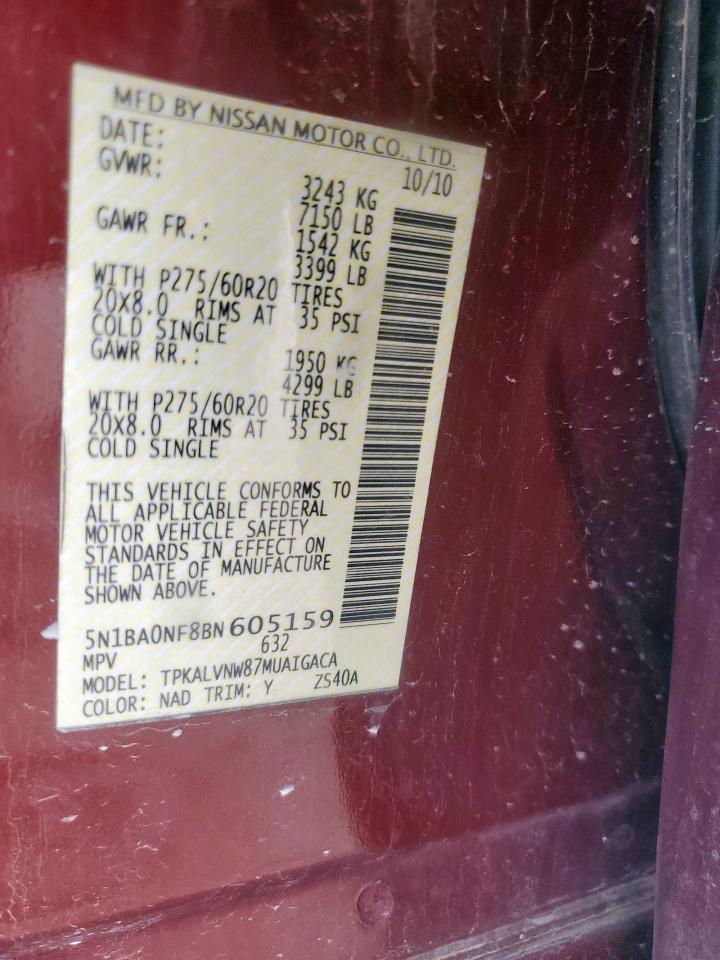 MFD BY NISSAN MOTOR CO., LTD.
DATE: 10/10
GVWR: 3243 KG
7150 LB
GAWR FR.: 1542 KG
3399 LB
WITH P275/60R20 TIRES
20X8.0 RIMS AT 35 PSI
COLD SINGLE
GAWR RR.: 1950 KG
4299 LB
WITH P275/60R20 TIRES
20X8.0 RIMS AT 35 PSI
COLD SINGLE
THIS VEHICLE CONFORMS TO
ALL APPLICABLE FEDERAL
MOTOR VEHICLE SAFETY
STANDARDS IN EFFECT ON
THE DATE OF MANUFACTURE
SHOWN ABOVE.
5N1BA0NF8BN605159
MPV 632
MODEL: TPKALVNW87MUAIGACA
COLOR: NAD TRIM: Y ZS40A